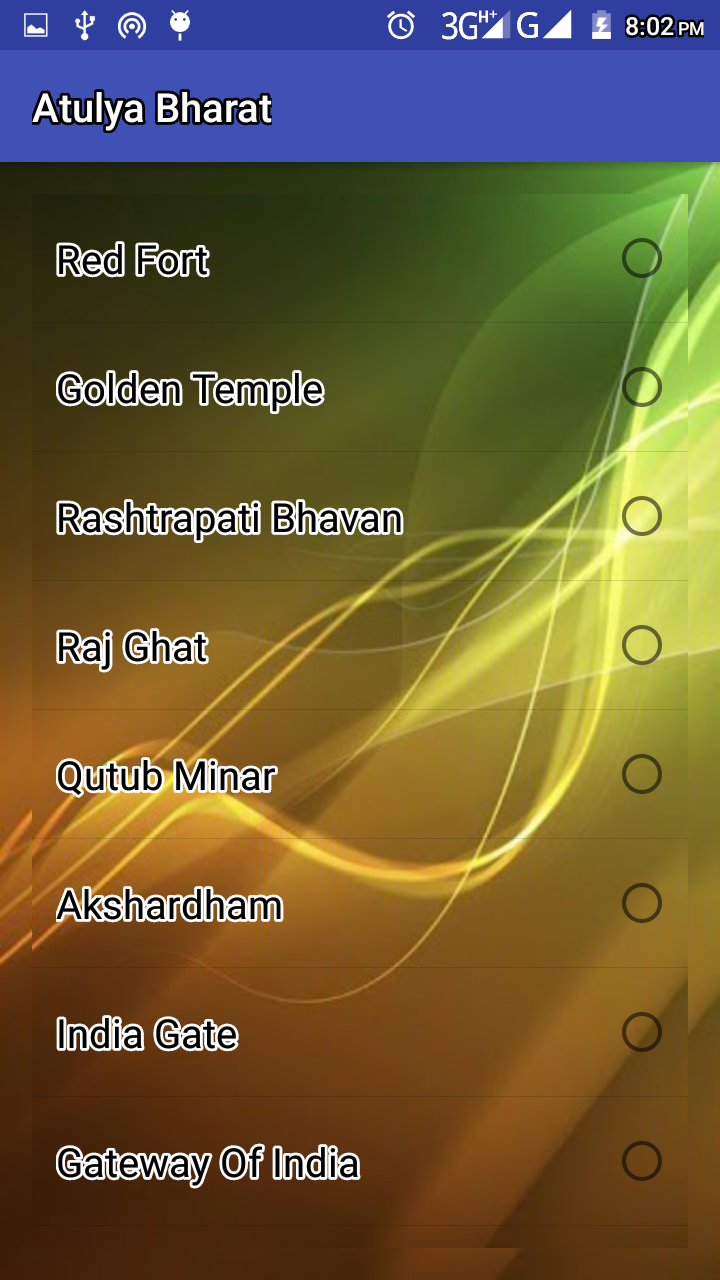 3G H+ G 8:02 PM
Atulya Bharat
Red Fort
Golden Temple
Rashtrapati Bhavan
Raj Ghat
Qutub Minar
Akshardham
India Gate
Gateway Of India